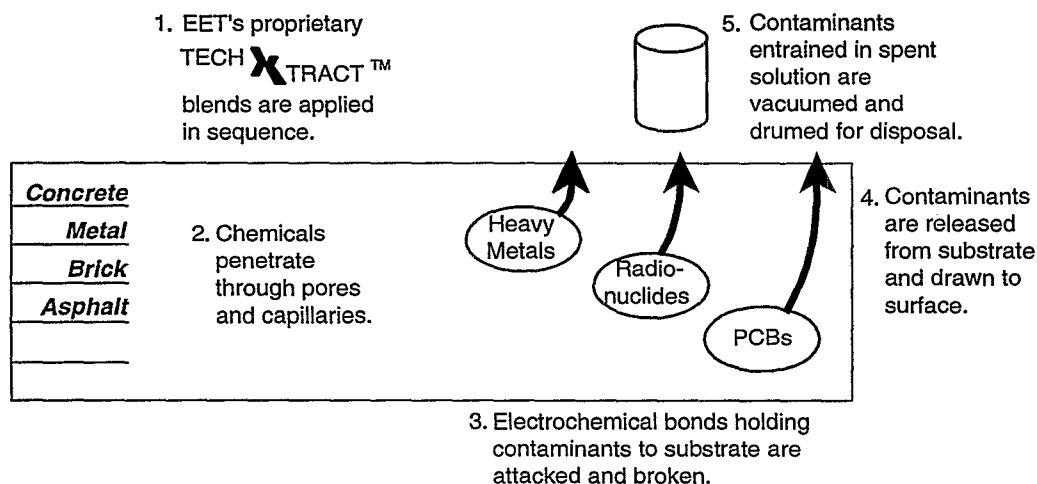 1. EET's proprietary
TECH XTRACT™
blends are applied
in sequence.
5. Contaminants
entrained in spent
solution are
vacuumed and
drumed for disposal.
Concrete
Metal
Brick
Asphalt
2. Chemicals
penetrate
through pores
and capillaries.
Heavy
Metals
Radio-
nuclides
PCBs
4. Contaminants
are released
from substrate
and drawn to
surface.
3. Electrochemical bonds holding
contaminants to substrate are
attacked and broken.